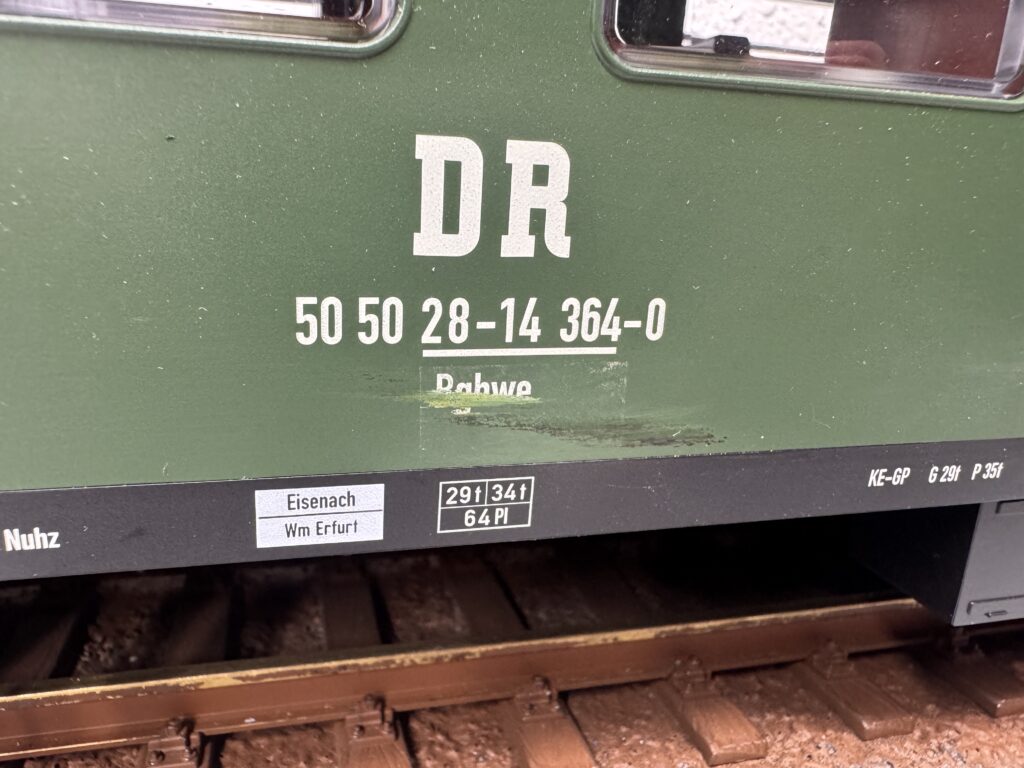 DR
50 50 28-14 364-0
Bghwe
Nuhz
Eisenach
Wm Erfurt
29t 34t
64 Pl
KE-GP G 29t P 35t